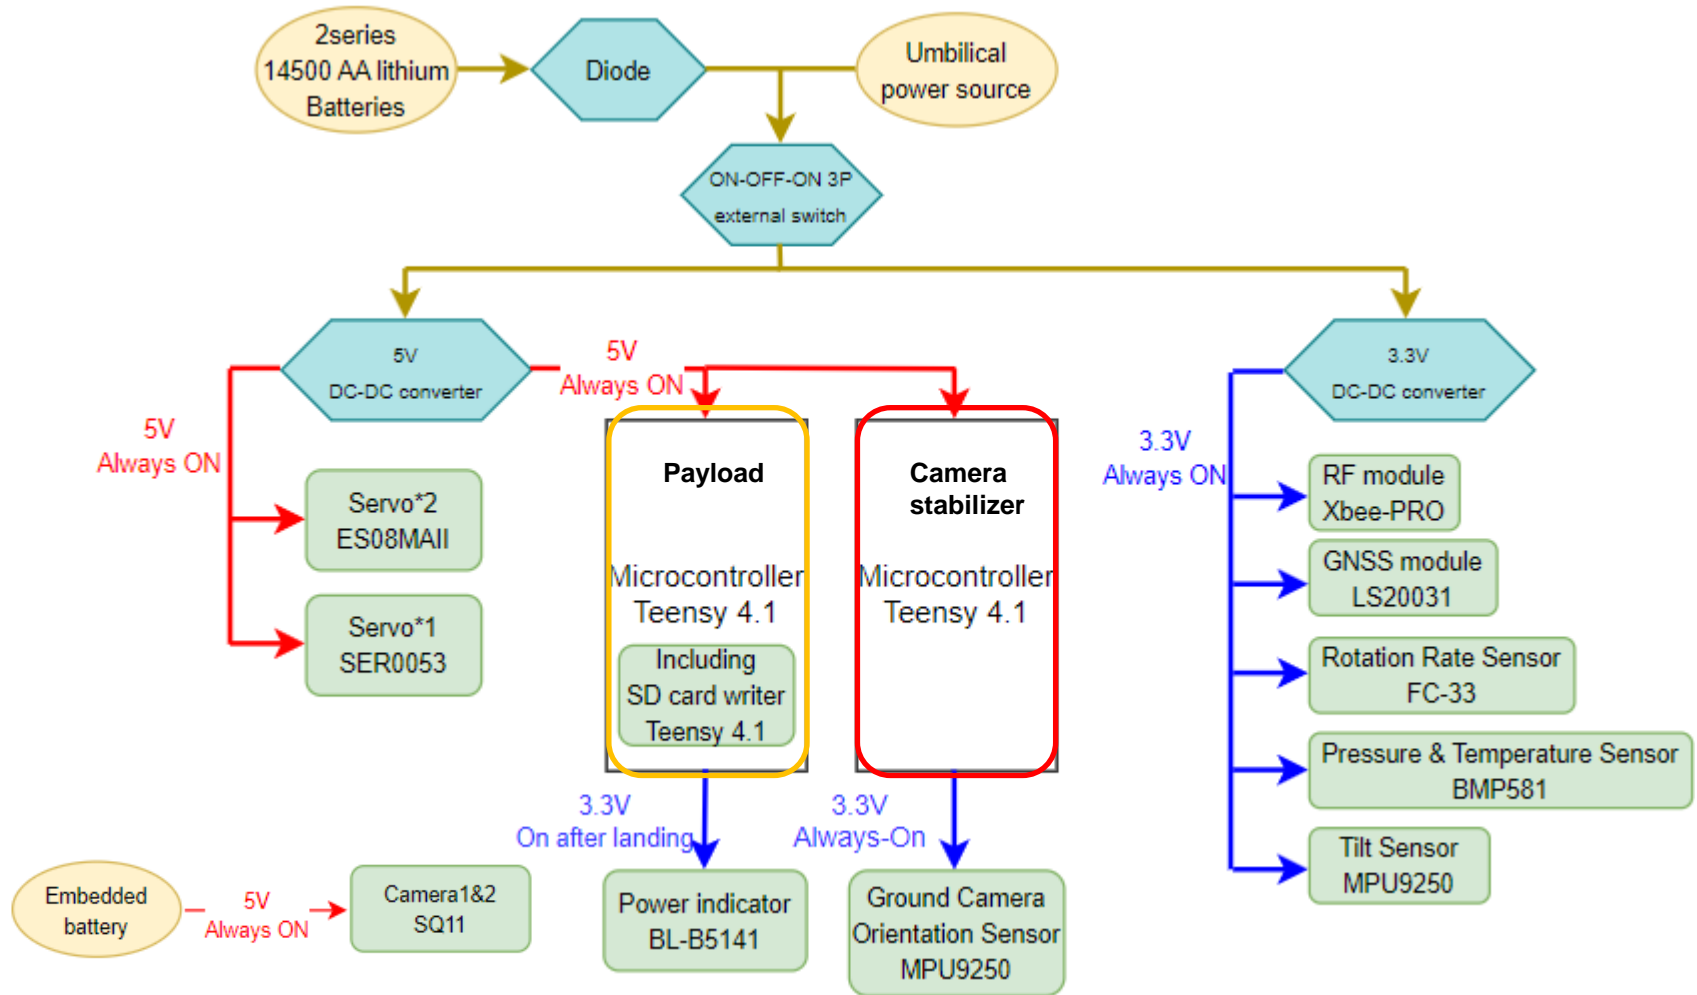 2series
14500 AA lithium
Batteries
Diode
Umbilical
power source
ON-OFF-ON 3P
external switch
5V
DC-DC converter
5V
Always ON
3.3V
DC-DC converter
5V
Always ON
3.3V
Always ON
Servo*2
ES08MAII
Servo*1
SER0053
Payload
Microcontroller
Teensy 4.1
Including
SD card writer
Teensy 4.1
Camera
stabilizer
Microcontroller
Teensy 4.1
RF module
Xbee-PRO
GNSS module
LS20031
Rotation Rate Sensor
FC-33
Pressure & Temperature Sensor
BMP581
Tilt Sensor
MPU9250
3.3V
On after landing
3.3V
Always-On
Embedded
battery
5V
Always ON
Camera1&2
SQ11
Power indicator
BL-B5141
Ground Camera
Orientation Sensor
MPU9250